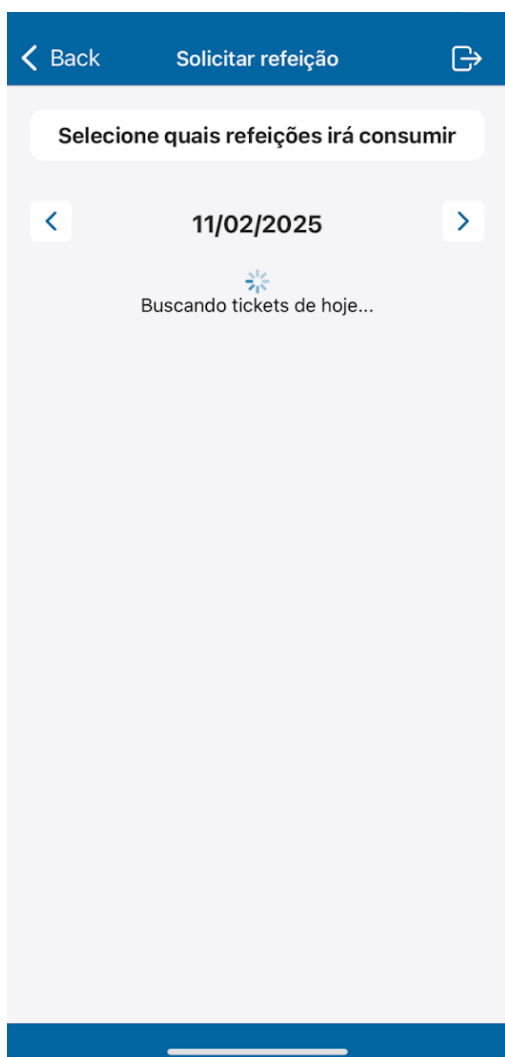 Back
Solicitar refeição
Selecione quais refeições irá consumir
11/02/2025
Buscando tickets de hoje...